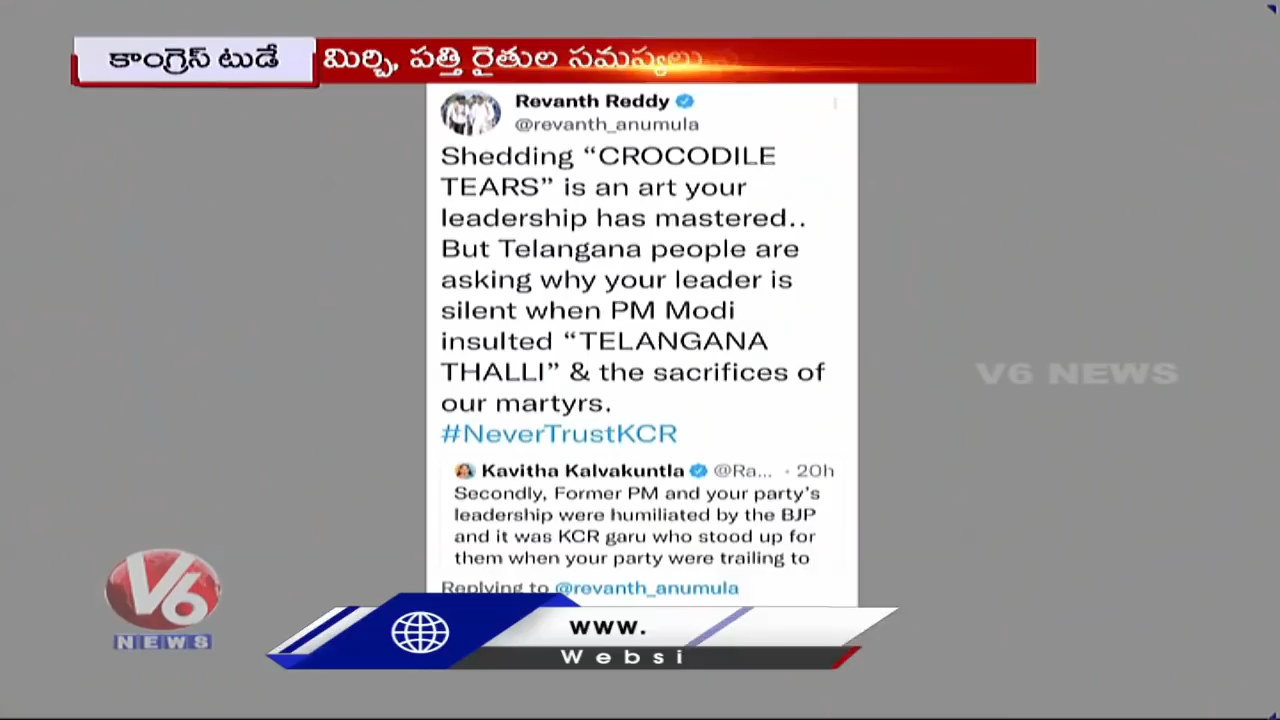 కాంగ్రెస్ టుడే
మిర్చి, పత్తి రైతుల సమస్యలు
Revanth Reddy
@revanth_anumula
Shedding “CROCODILE
TEARS” is an art your
leadership has mastered..
But Telangana people are
asking why your leader is
silent when PM Modi
insulted “TELANGANA
THALLI” & the sacrifices of
our martyrs.
#NeverTrustKCR
Kavitha Kalvakuntla @Ra... · 20h
Secondly, Former PM and your party’s
leadership were humiliated by the BJP
and it was KCR garu who stood up for
them when your party were trailing to
Replying to @revanth_anumula
V6 NEWS
V6
NEWS
www.
Websi